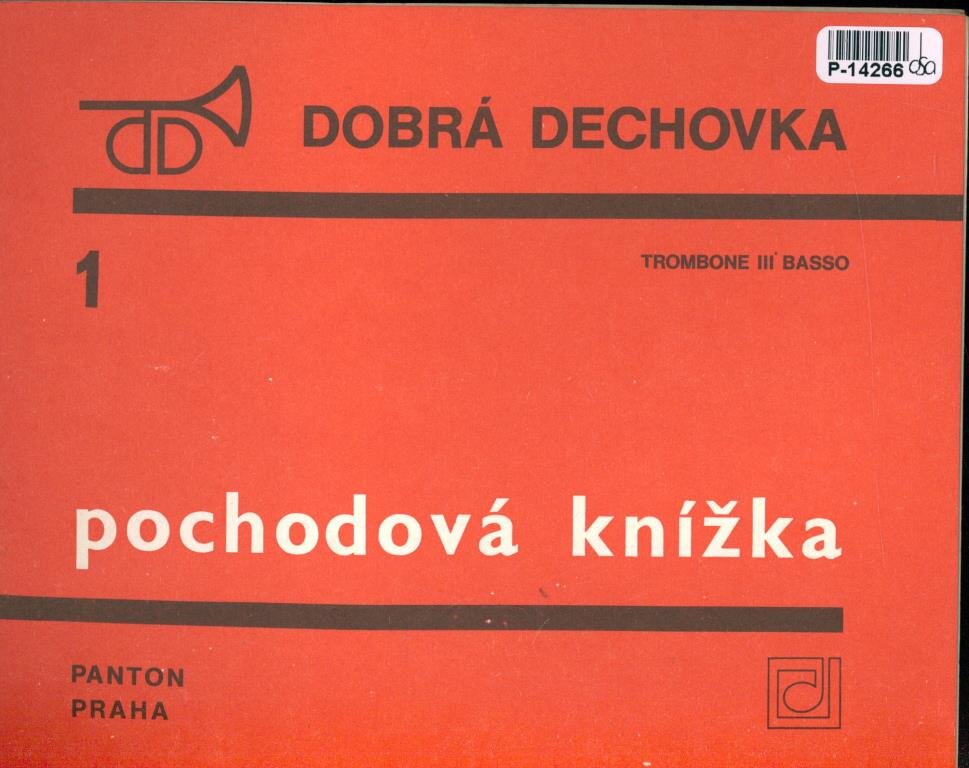 P-14266
DOBRÁ DECHOVKA
1
TROMBONE III BASSO
pochodová knížka
PANTON
PRAHA